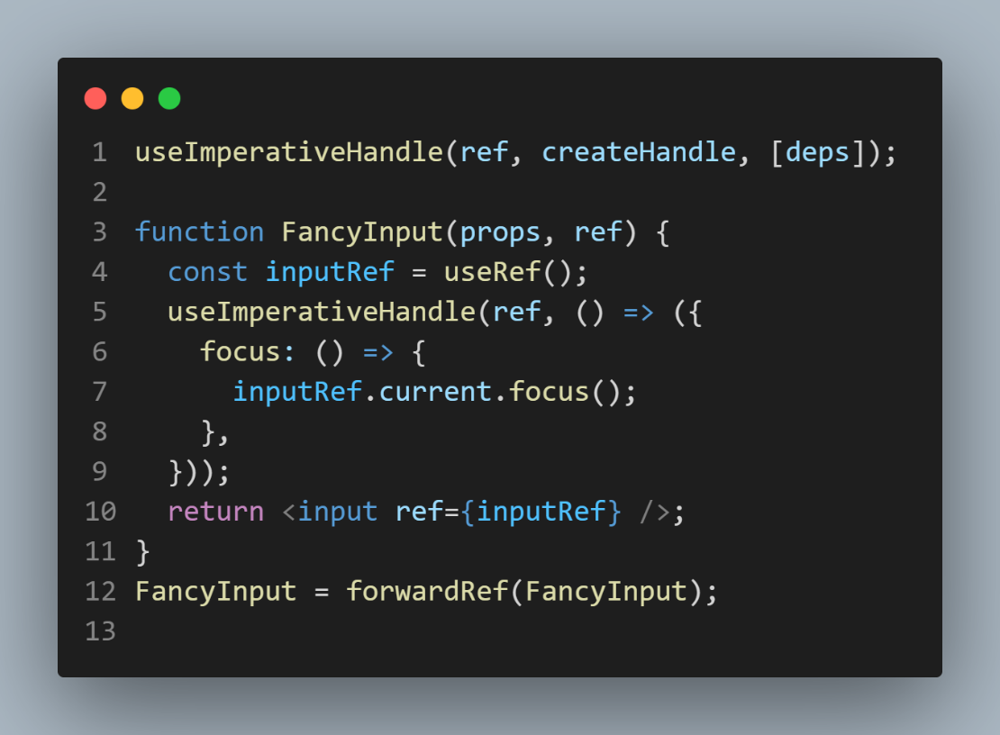 1 useImperativeHandle(ref, createHandle, [deps]);
2
3 function FancyInput(props, ref) {
4   const inputRef = useRef();
5   useImperativeHandle(ref, () => ({
6     focus: () => {
7       inputRef.current.focus();
8     },
9   }));
10   return <input ref={inputRef} />;
11 }
12 FancyInput = forwardRef(FancyInput);
13